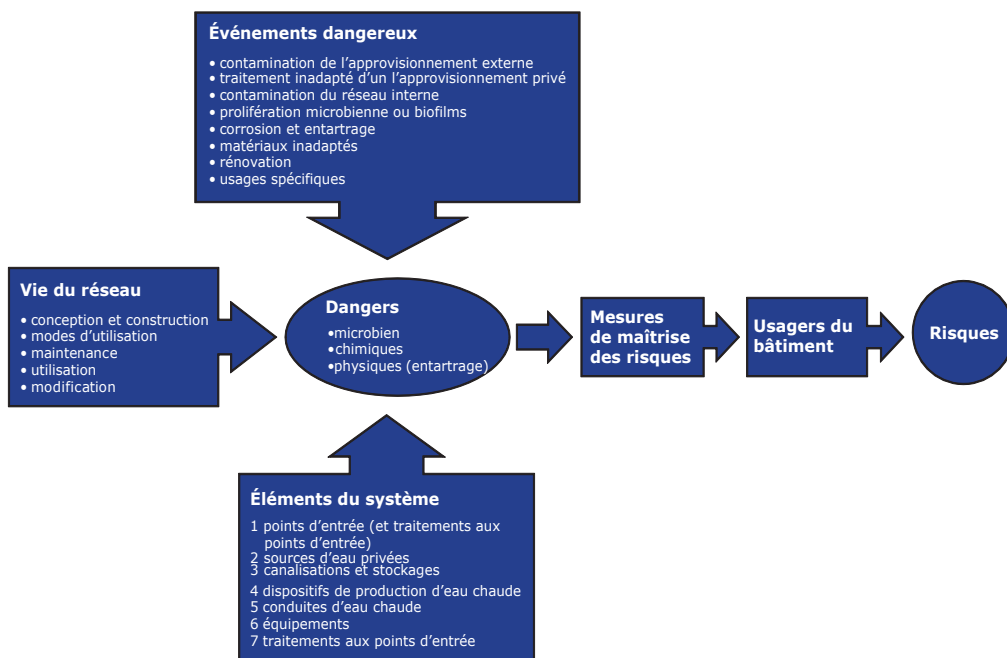 Événements dangereux
• contamination de l'approvisionnement externe
• traitement inadapté d'un l'approvisionnement privé
• contamination du réseau interne
• prolifération microbienne ou biofilms
• corrosion et entartrage
• matériaux inadaptés
• rénovation
• usages spécifiques
Vie du réseau
• conception et construction
• modes d'utilisation
• maintenance
• utilisation
• modification
Dangers
•microbien
•chimiques
•physiques (entartrage)
Mesures
de maîtrise
des risques
Usagers du
bâtiment
Risques
Éléments du système
1 points d'entrée (et traitements aux
points d'entrée)
2 sources d'eau privées
3 canalisations et stockages
4 dispositifs de production d'eau chaude
5 conduites d'eau chaude
6 équipements
7 traitements aux points d'entrée